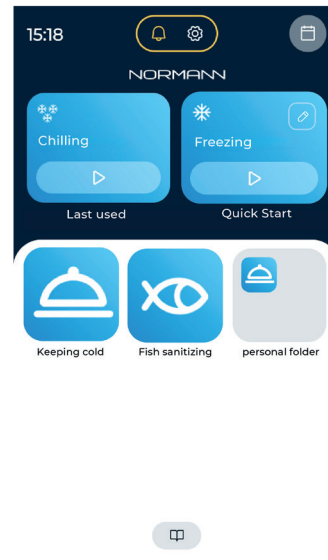 15:18
NORMANN
Chilling
Freezing
Last used
Quick Start
Keeping cold
Fish sanitizing
personal folder